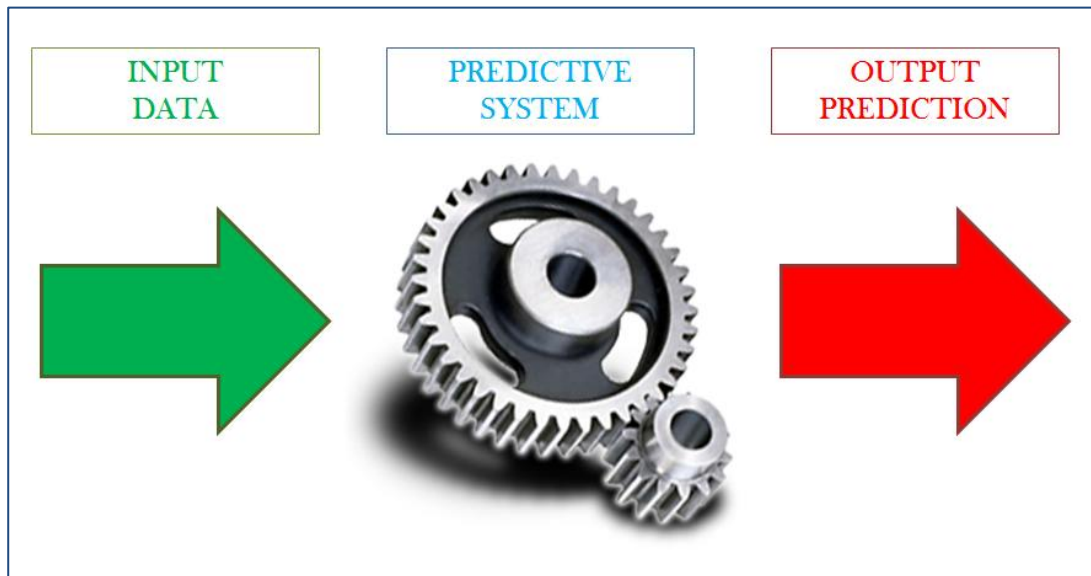 INPUT
DATA
PREDICTIVE
SYSTEM
OUTPUT
PREDICTION